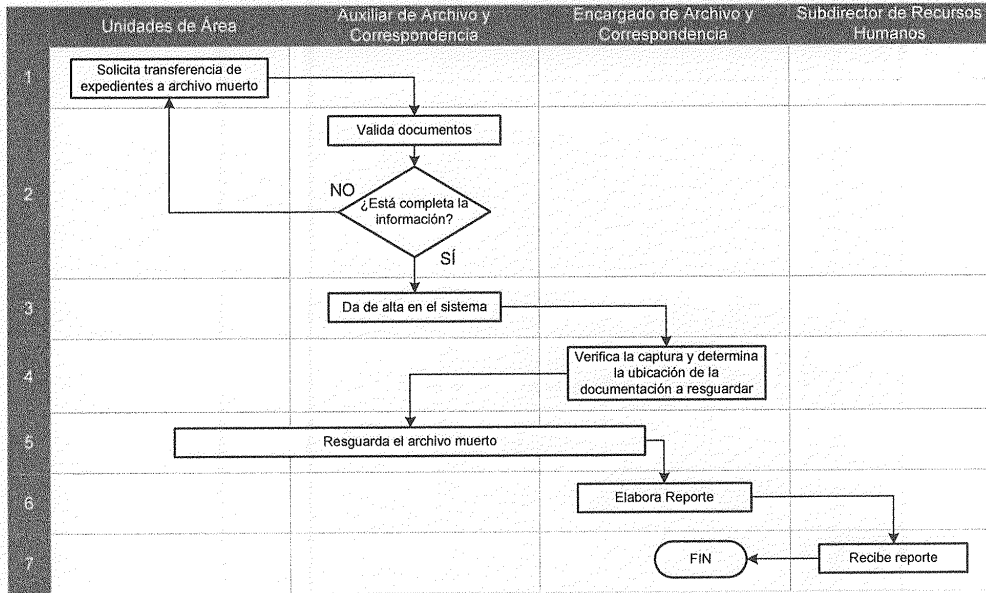 Unidades de Área
Auxiliar de Archivo y
Correspondencia
Encargado de Archivo y
Correspondencia
Subdirector de Recursos
Humanos
1
Solicita transferencia de
expedientes a archivo muerto
2
Valida documentos
NO
¿Está completa la
información?
SÍ
3
Da de alta en el sistema
4
Verifica la captura y determina
la ubicación de la
documentación a resguardar
5
Resguarda el archivo muerto
6
Elabora Reporte
7
FIN
Recibe reporte